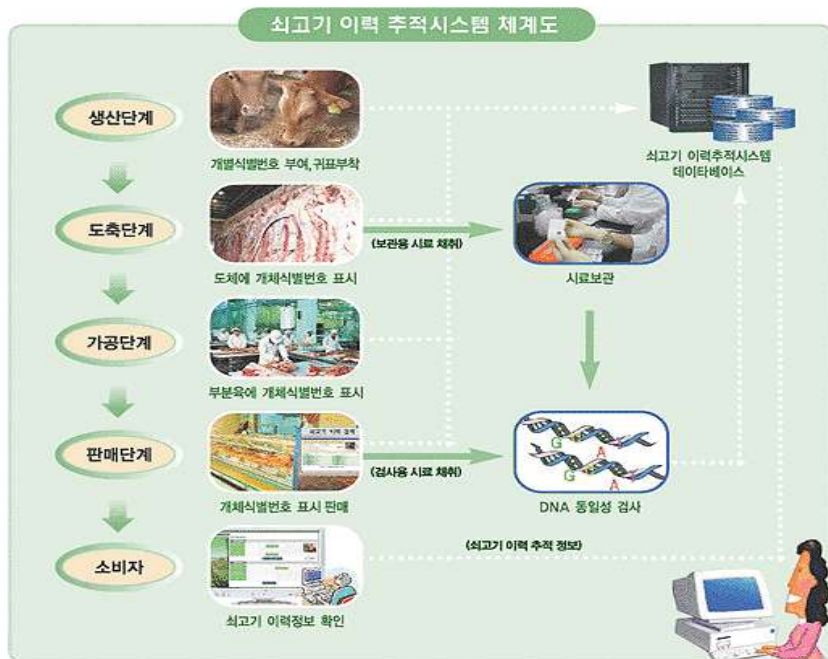 쇠고기 이력 추적시스템 체계도
생산단계
개별식별번호 부여, 귀표부착
쇠고기 이력추적시스템
데이타베이스
도축단계
(보관용 시료 채취)
도체에 개체식별번호 표시
시료보관
가공단계
부분육에 개체식별번호 표시
판매단계
쇠고기 이력 검색
(검사용 시료 채취)
개체식별번호 표시 판매
G
A
G
A
DNA 동일성 검사
소비자
(쇠고기 이력 추적 정보)
쇠고기 이력정보 확인